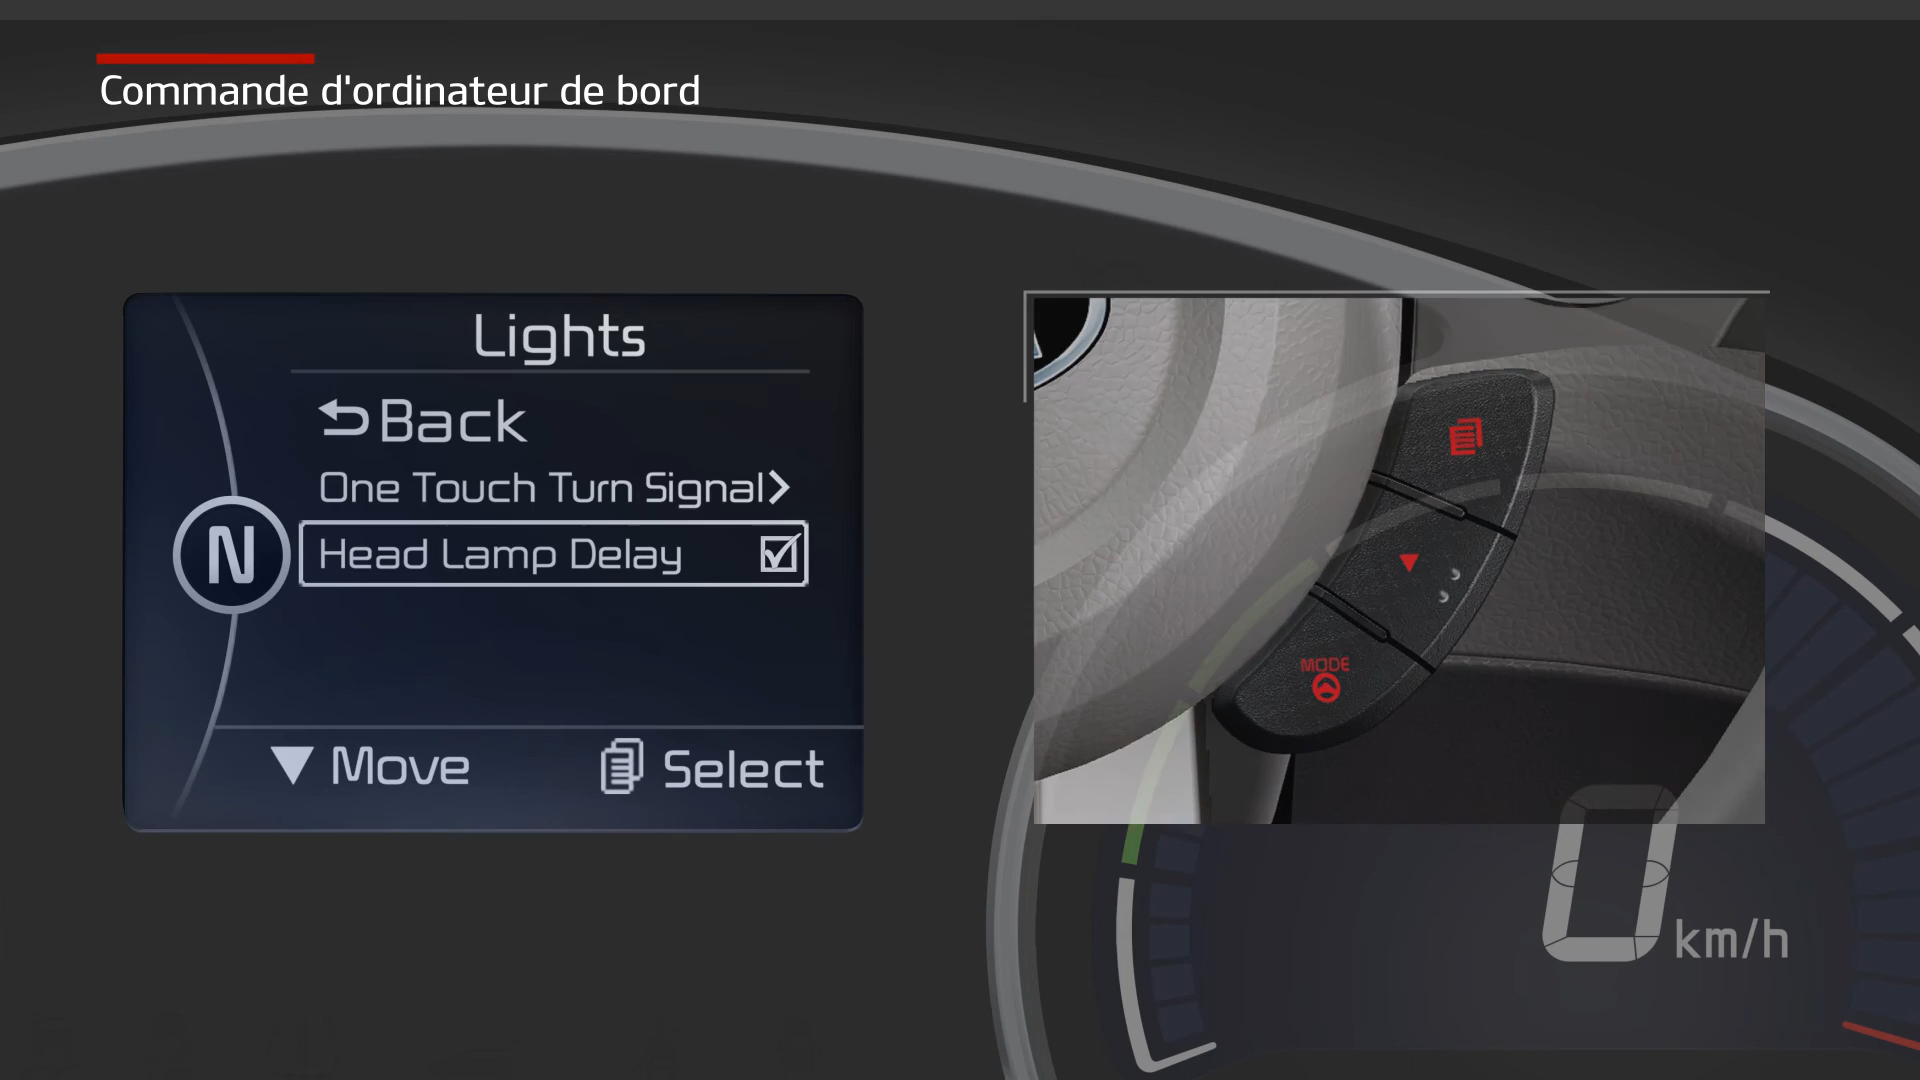 Commande d'ordinateur de bord
Lights
Back
One Touch Turn Signal
N
Head Lamp Delay
Move
Select
MODE
0 km/h